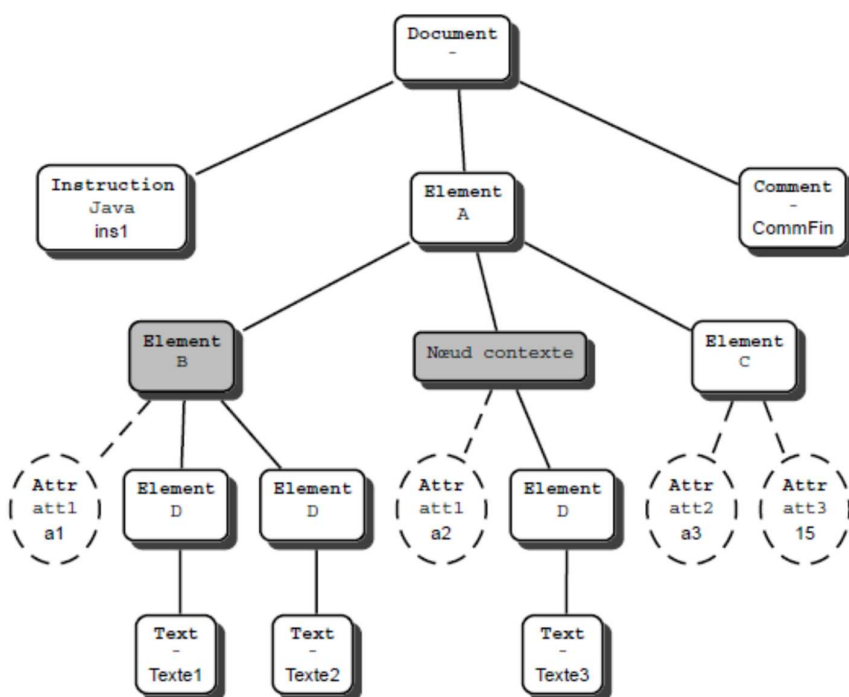 Document
-
Instruction
Java
ins1
Element
A
Comment
-
CommFin
Element
B
Nœud contexte
Element
C
Attr
att1
a1
Element
D
Element
D
Attr
att1
a2
Element
D
Attr
att2
a3
Attr
att3
15
Text
-
Texte1
Text
-
Texte2
Text
-
Texte3